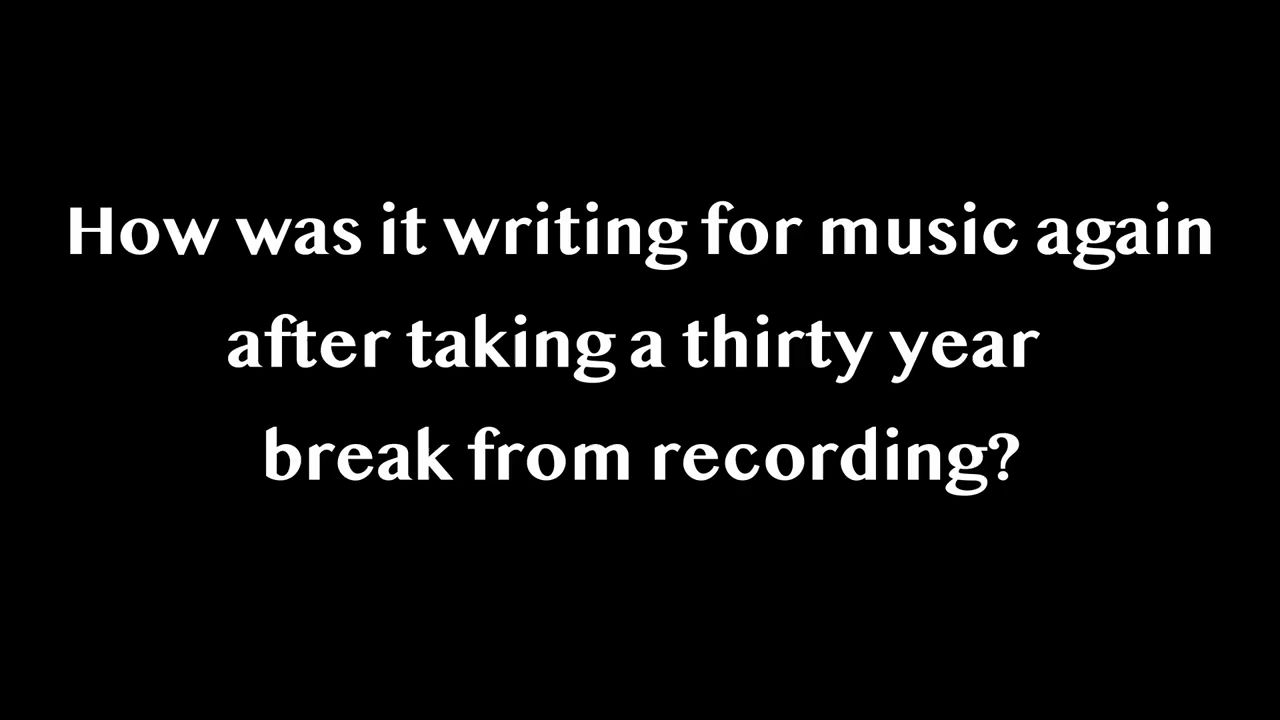 How was it writing for music again
after taking a thirty year
break from recording?